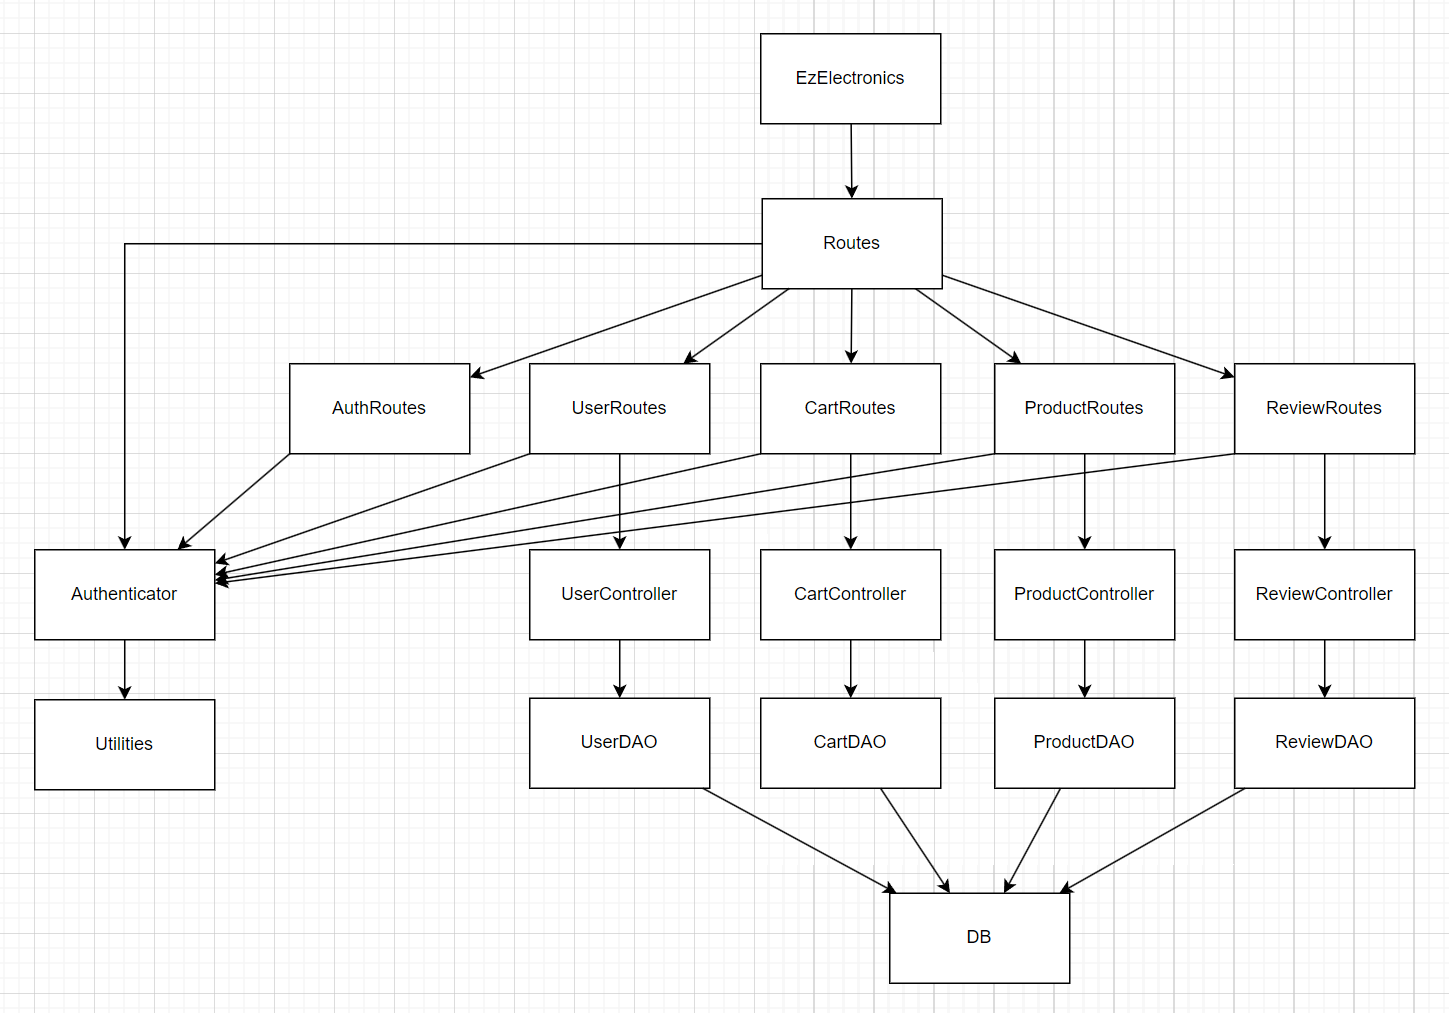 EzElectronics
Routes
AuthRoutes
UserRoutes
CartRoutes
ProductRoutes
ReviewRoutes
Authenticator
UserController
CartController
ProductController
ReviewController
Utilities
UserDAO
CartDAO
ProductDAO
ReviewDAO
DB